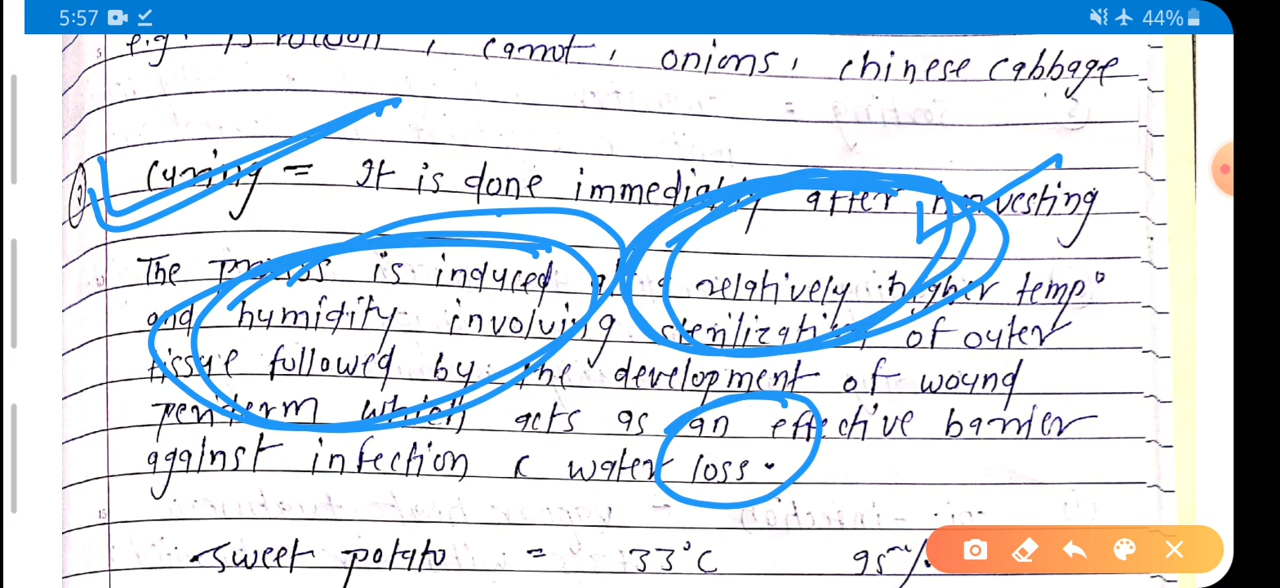 5:57 44%
carrot, onions, chinese cabbage
Curing = It is done immediatly after harvesting
The process is induced at a relatively higher temp°
and humidity involving sterilization of outer
tissue followed by the development of wound
periderm which acts as an effective barrier
against infection & water loss.
Sweet potato = 33°C